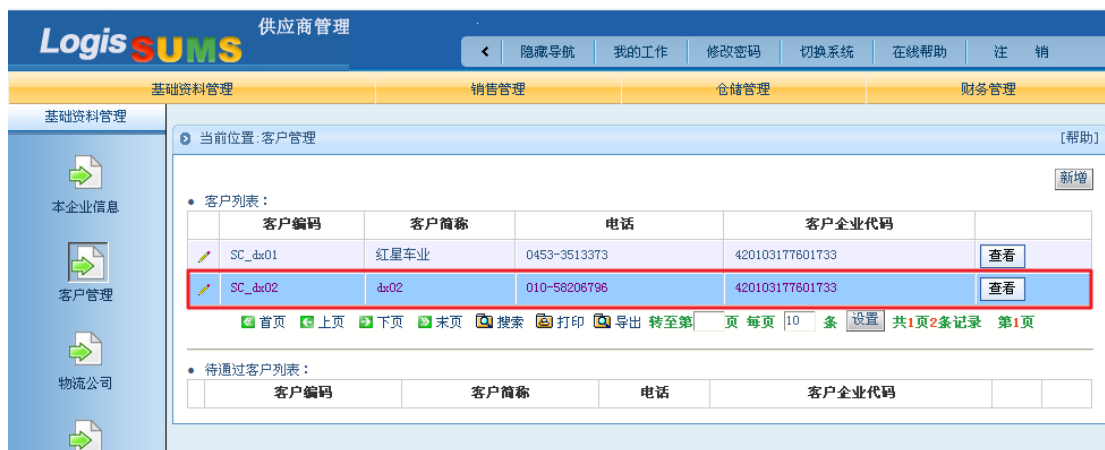 Logis SUMS 供应商管理
隐藏导航 我的工作 修改密码 切换系统 在线帮助 注 销
基础资料管理 销售管理 仓储管理 财务管理
基础资料管理
当前位置:客户管理 [帮助]
新增
本企业信息
客户列表：
客户编码 客户简称 电话 客户企业代码
SC_dx01 红星车业 0453-3513373 420103177601733 查看
SC_dx02 dx02 010-58206796 420103177601733 查看
客户管理
首页 上页 下页 末页 搜索 打印 导出 转至第 页 每页 10 条 设置 共1页2条记录 第1页
待通过客户列表：
物流公司
客户编码 客户简称 电话 客户企业代码